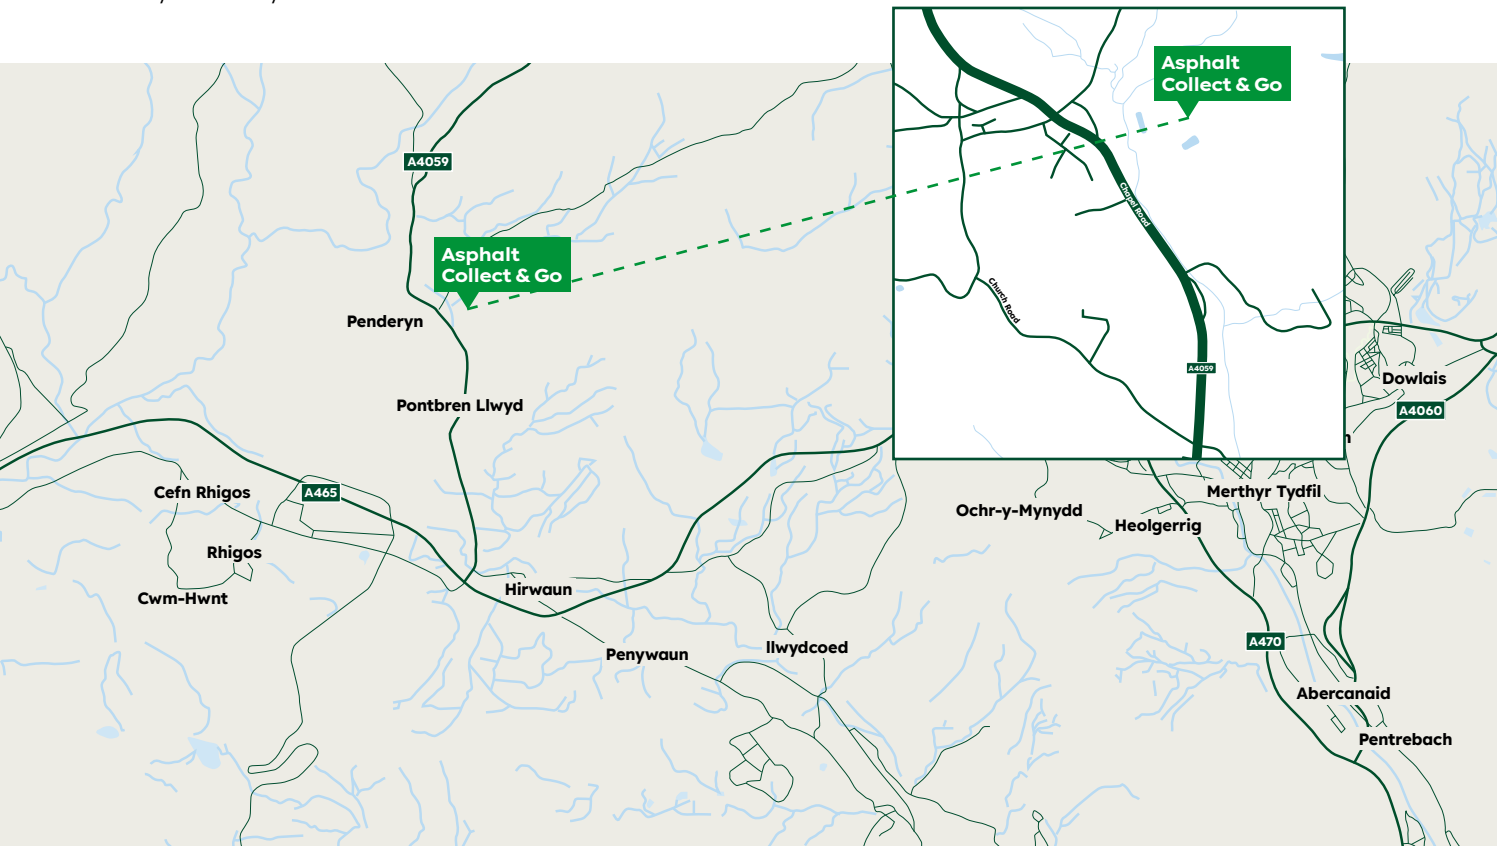 Asphalt
Collect & Go
A4059
Asphalt
Collect & Go
Chapel Road
Church Road
Penderyn
A4059
Dowlais
Pontbren Llwyd
A4060
Cefn Rhigos
A465
Merthyr Tydfil
Ochr-y-Mynydd
Heolgerrig
Rhigos
Hirwaun
Cwm-Hwnt
A470
Penywaun
llwydcoed
Abercanaid
Pentrebach